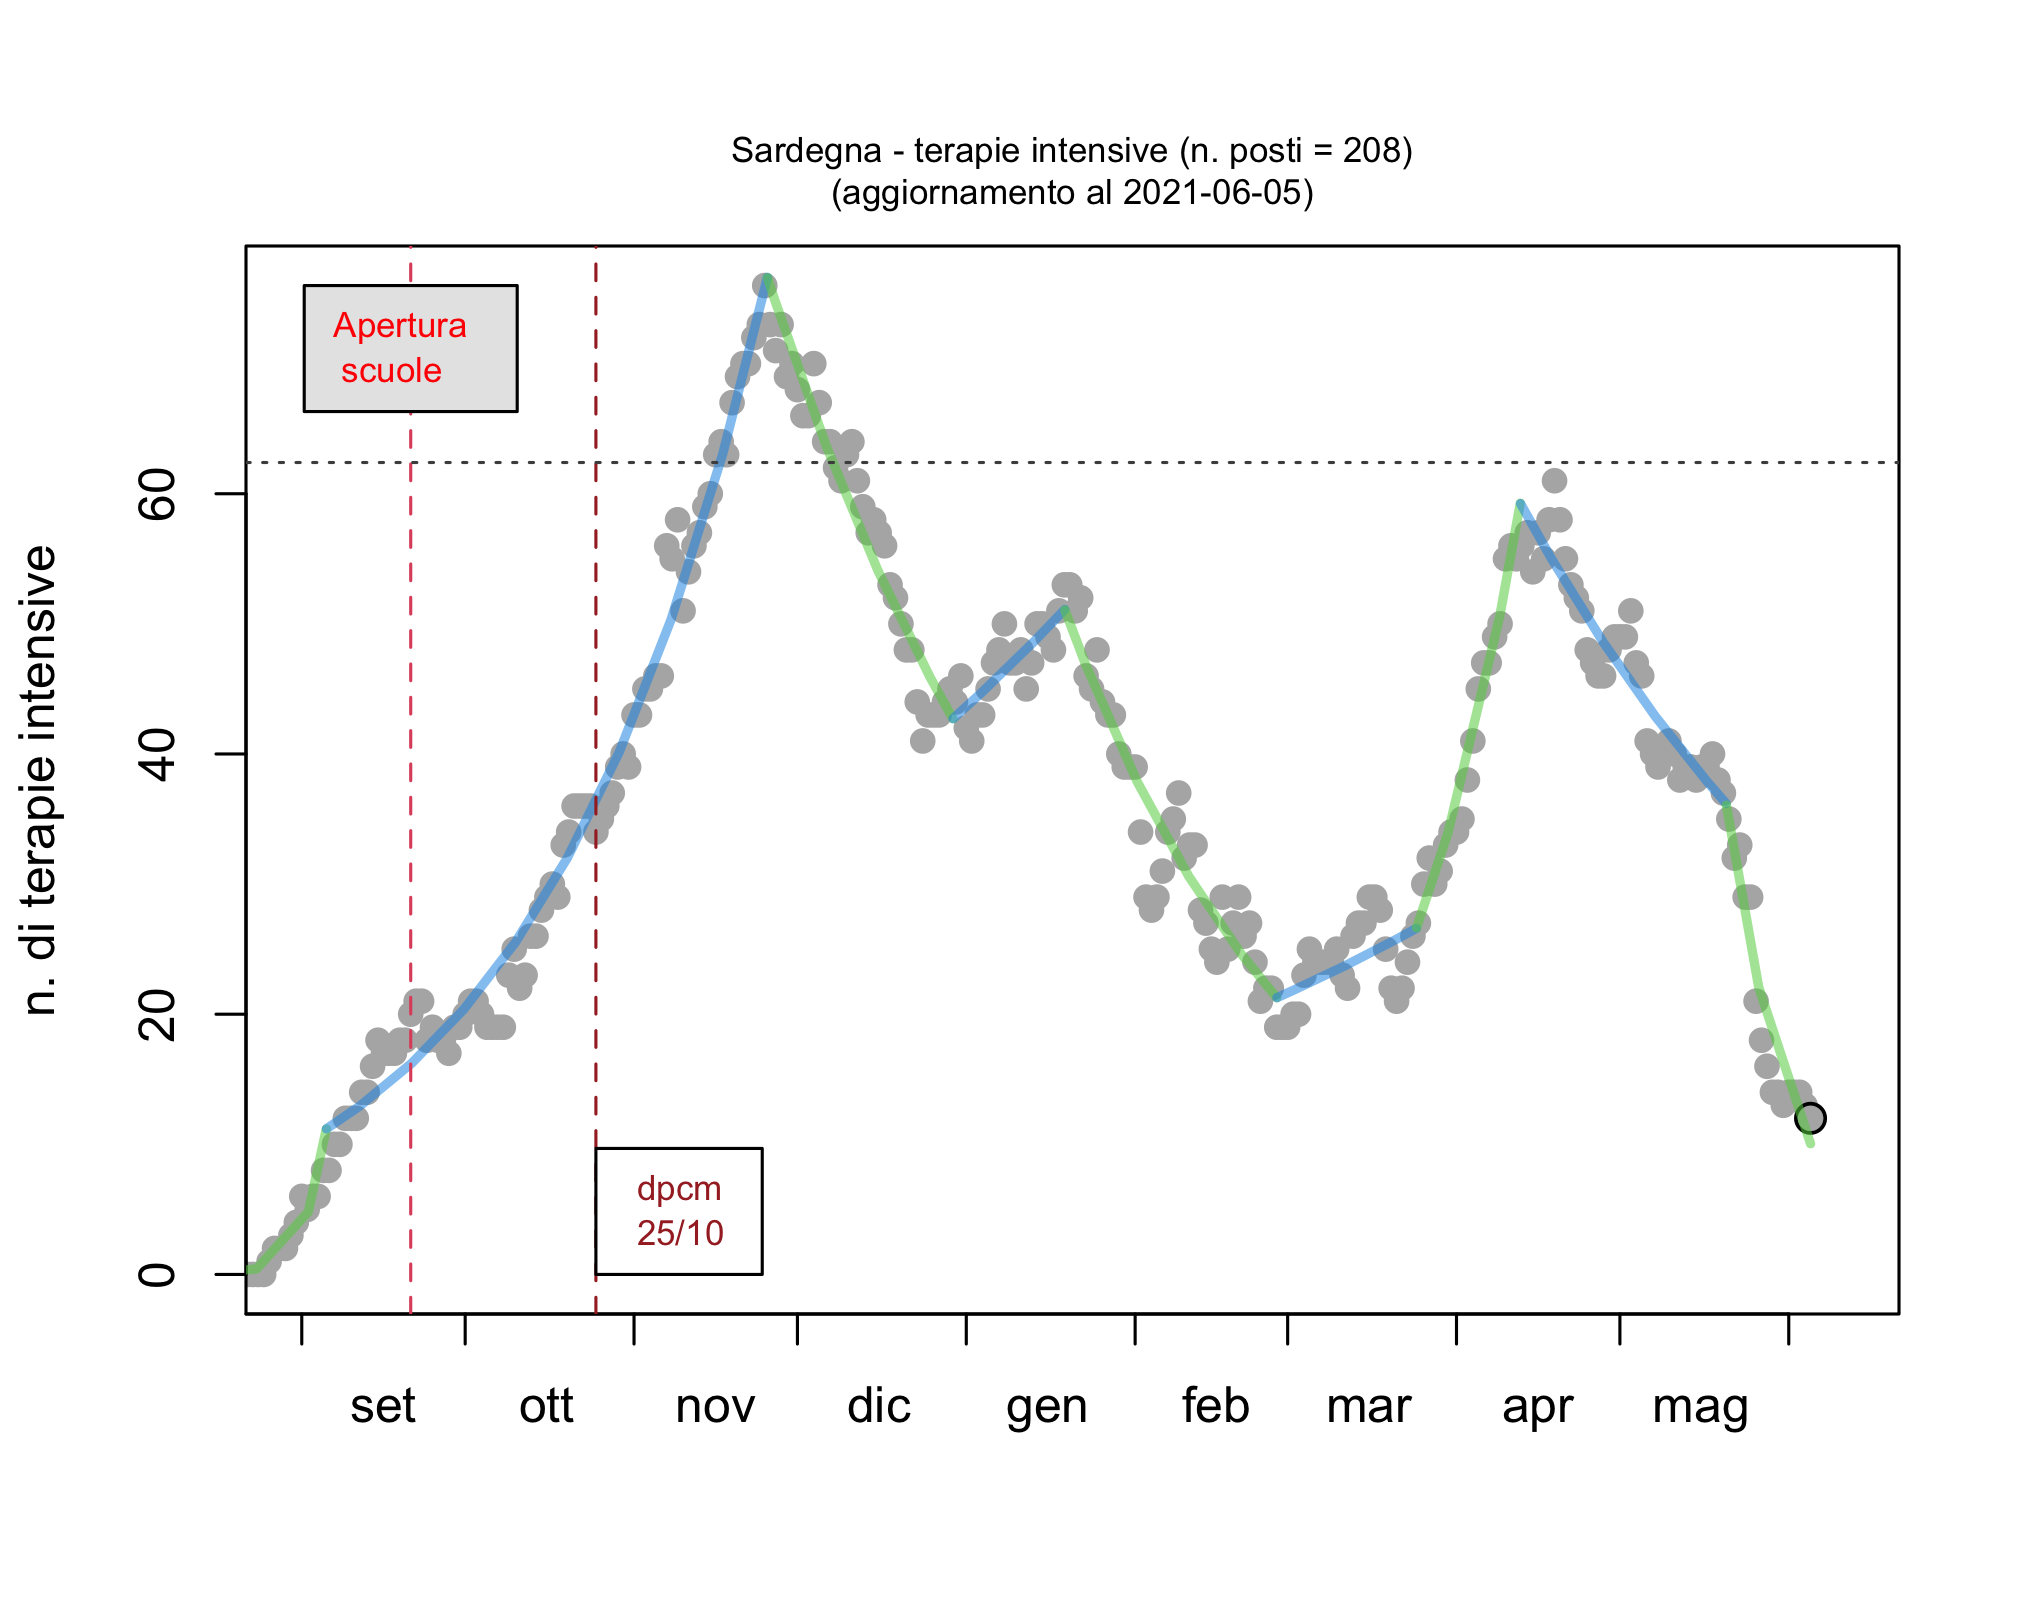 Sardegna - terapie intensive (n. posti = 208)
(aggiornamento al 2021-06-05)
Apertura
scuole
dpcm
25/10
n. di terapie intensive
60
40
20
0
set ott nov dic gen feb mar apr mag